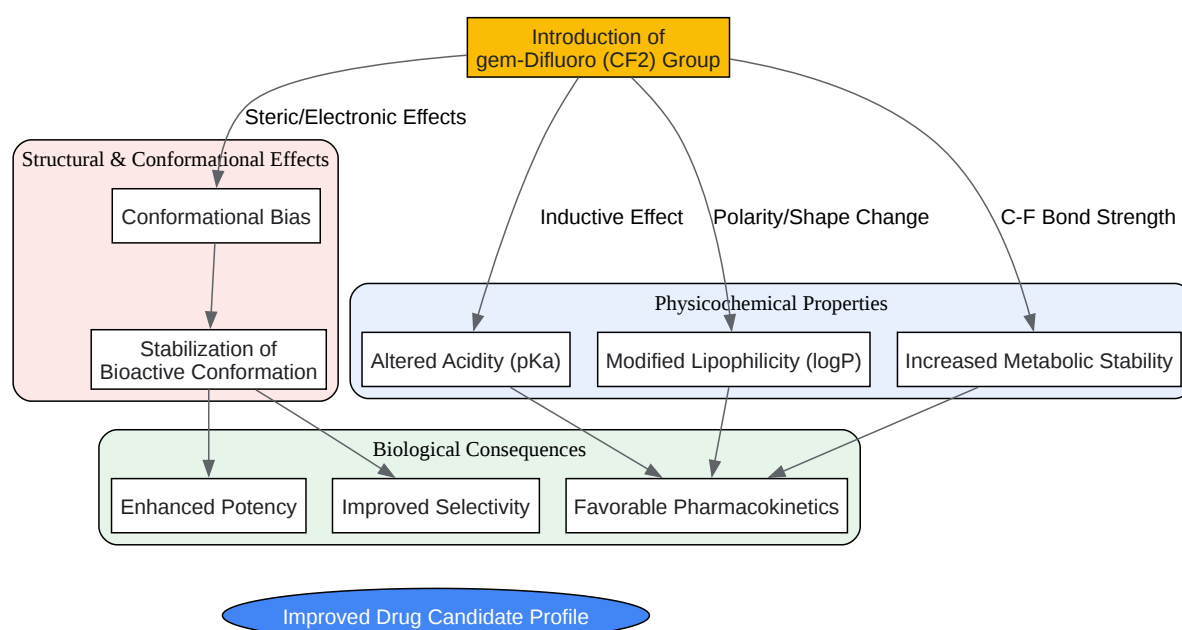 Introduction of
gem-Difluoro (CF2) Group
Steric/Electronic Effects
Structural & Conformational Effects
Conformational Bias
Inductive Effect
Polarity/Shape Change
C-F Bond Strength
Physicochemical Properties
Stabilization of
Bioactive Conformation
Altered Acidity (pKa)
Modified Lipophilicity (logP)
Increased Metabolic Stability
Biological Consequences
Enhanced Potency
Improved Selectivity
Favorable Pharmacokinetics
Improved Drug Candidate Profile